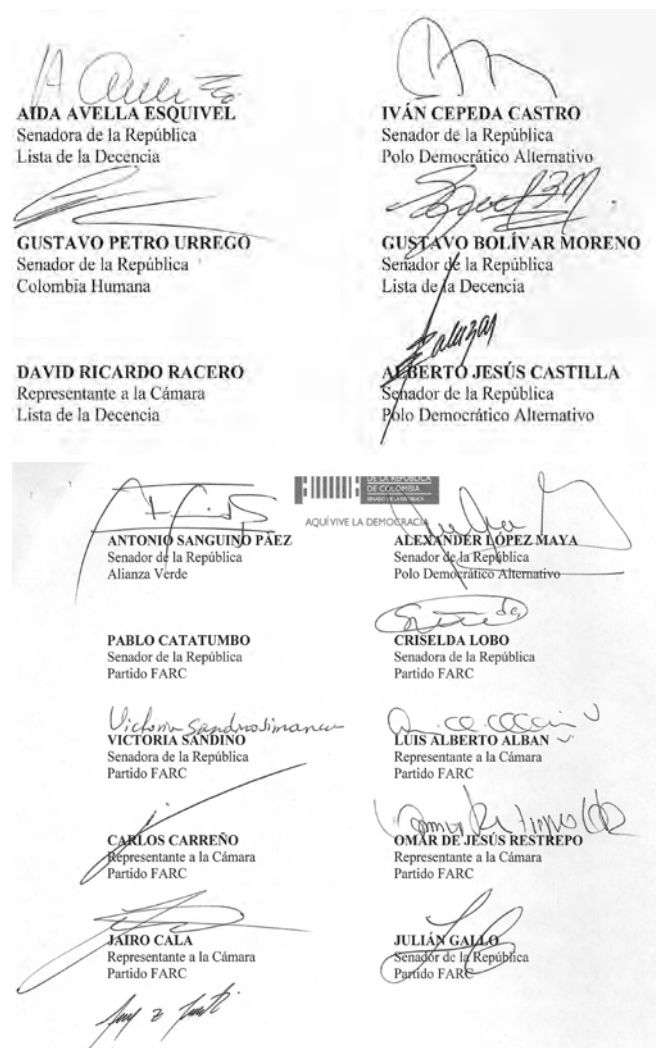 AIDA AVELLA ESQUIVEL
Senadora de la República
Lista de la Decencia
IVÁN CEPEDA CASTRO
Senador de la República
Polo Democrático Alternativo
GUSTAVO PETRO URREGO
Senador de la República
Colombia Humana
GUSTAVO BOLÍVAR MORENO
Senador de la República
Lista de la Decencia
DAVID RICARDO RACERO
Representante a la Cámara
Lista de la Decencia
Salazar
ALBERTO JESÚS CASTILLA
Senador de la República
Polo Democrático Alternativo
DE LA REPÚBLICA
DE COLOMBIA
AQUÍ VIVE LA DEMOCRACIA
ANTONIO SANGUINO PÁEZ
Senador de la República
Alianza Verde
ALEXANDER LÓPEZ MAYA
Senador de la República
Polo Democrático Alternativo
PABLO CATATUMBO
Senador de la República
Partido FARC
CRISELDA LOBO
Senadora de la República
Partido FARC
Victoria Sandino Simanca
VICTORIA SANDINO
Senadora de la República
Partido FARC
LUIS ALBERTO ALBAN
Representante a la Cámara
Partido FARC
CARLOS CARREÑO
Representante a la Cámara
Partido FARC
OMAR DE JESÚS RESTREPO
Representante a la Cámara
Partido FARC
JAIRO CALA
Representante a la Cámara
Partido FARC
JULIÁN GALLO
Senador de la República
Partido FARC